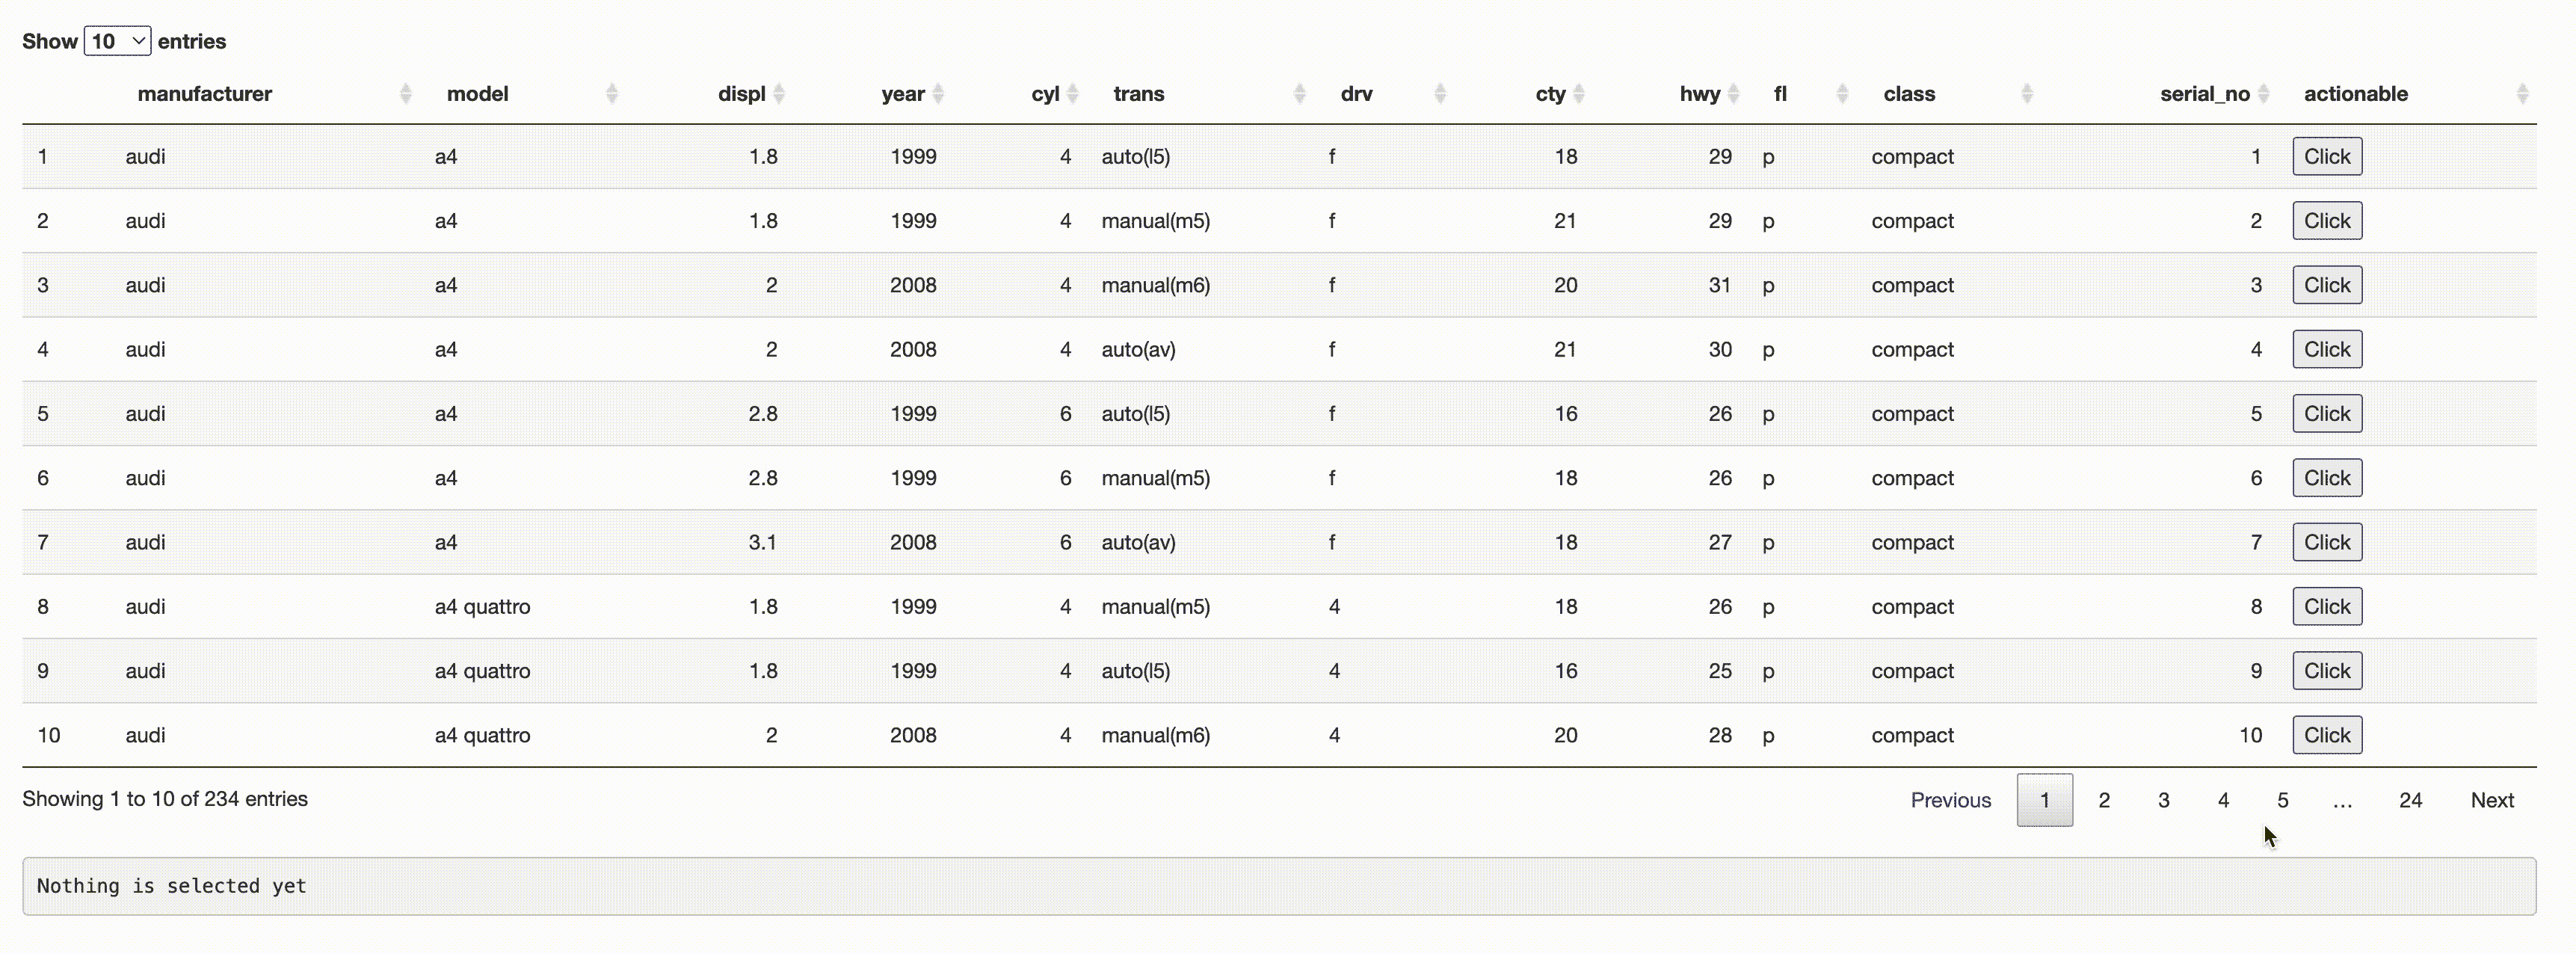 Show 10 entries
manufacturer model displ year cyl trans drv cty hwy fl class serial_no actionable
1 audi a4 1.8 1999 4 auto(l5) f 18 29 p compact 1 Click
2 audi a4 1.8 1999 4 manual(m5) f 21 29 p compact 2 Click
3 audi a4 2 2008 4 manual(m6) f 20 31 p compact 3 Click
4 audi a4 2 2008 4 auto(av) f 21 30 p compact 4 Click
5 audi a4 2.8 1999 6 auto(l5) f 16 26 p compact 5 Click
6 audi a4 2.8 1999 6 manual(m5) f 18 26 p compact 6 Click
7 audi a4 3.1 2008 6 auto(av) f 18 27 p compact 7 Click
8 audi a4 quattro 1.8 1999 4 manual(m5) 4 18 26 p compact 8 Click
9 audi a4 quattro 1.8 1999 4 auto(l5) 4 16 25 p compact 9 Click
10 audi a4 quattro 2 2008 4 manual(m6) 4 20 28 p compact 10 Click
Showing 1 to 10 of 234 entries Previous 1 2 3 4 5 … 24 Next
Nothing is selected yet